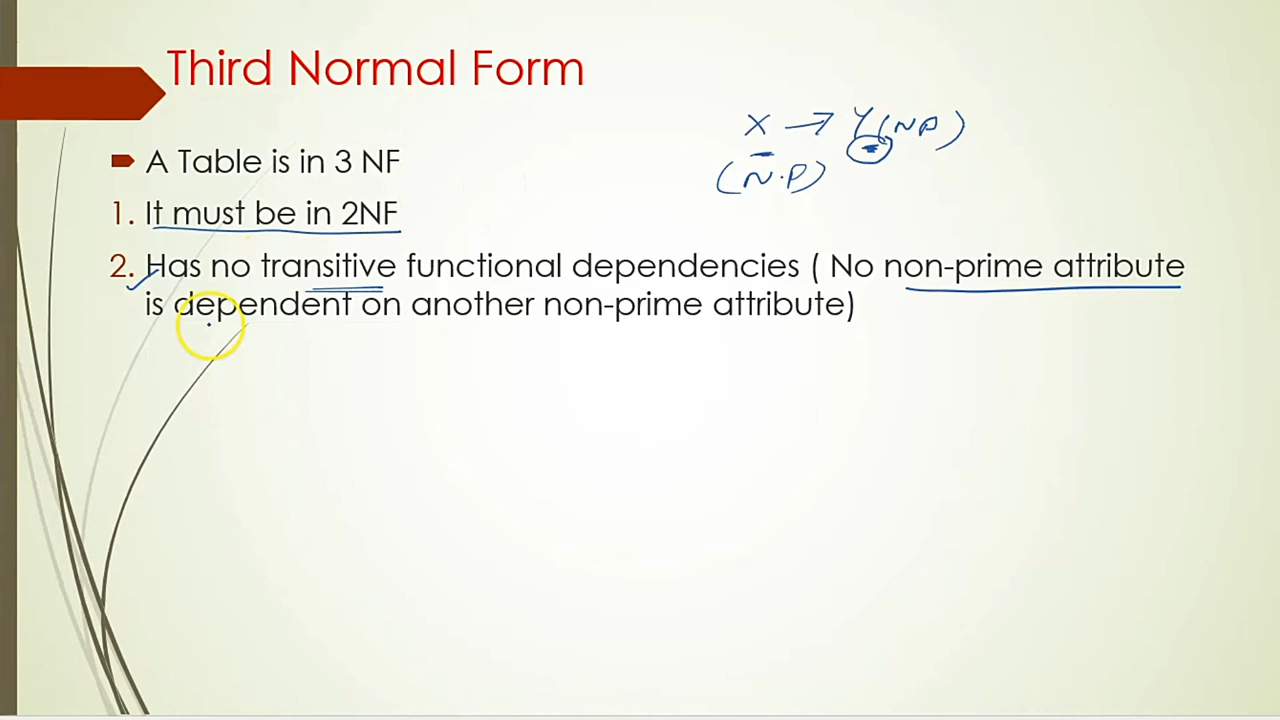 Third Normal Form
X → Y (NP)
(N.P)
A Table is in 3 NF
1. It must be in 2NF
2. Has no transitive functional dependencies ( No non-prime attribute
is dependent on another non-prime attribute)